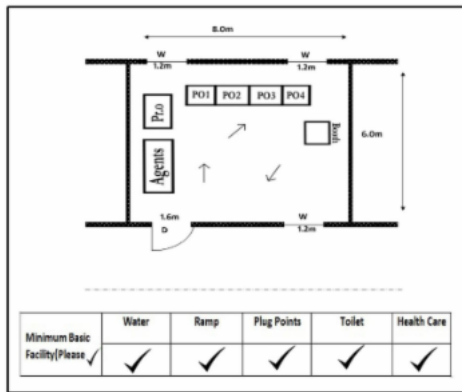 8.0m
W
W
1.2m
1.2m
PO1 PO2 PO3 PO4
Pr.o
Booth
6.0m
Agents
1.6m
W
D
1.2m
Water Ramp Plug Points Toilet Health Care
Minimum Basic
Facility(Please ✓
✓ ✓ ✓ ✓ ✓